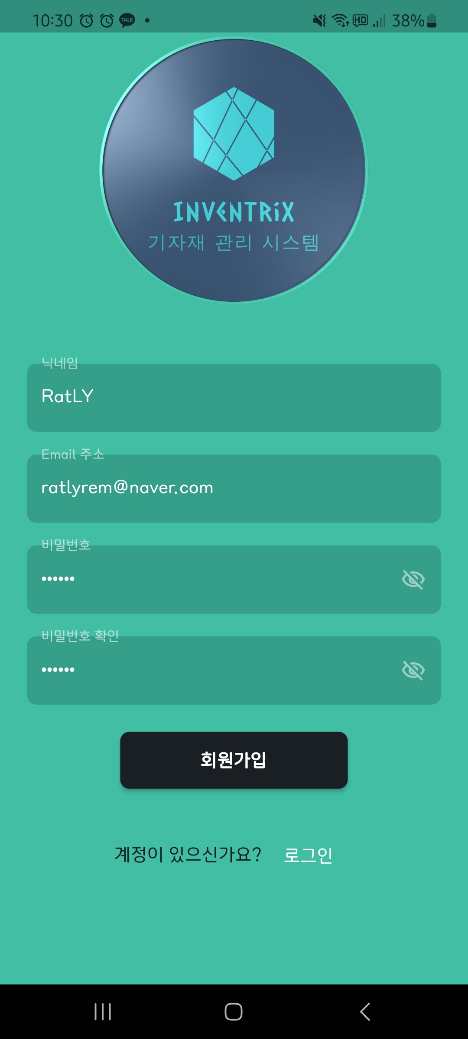 10:30
TALK
HD
38%
INVENTRiX
기자재 관리 시스템
닉네임
RatLY
Email 주소
ratlyrem@naver.com
비밀번호
••••••
비밀번호 확인
••••••
회원가입
계정이 있으신가요? 로그인